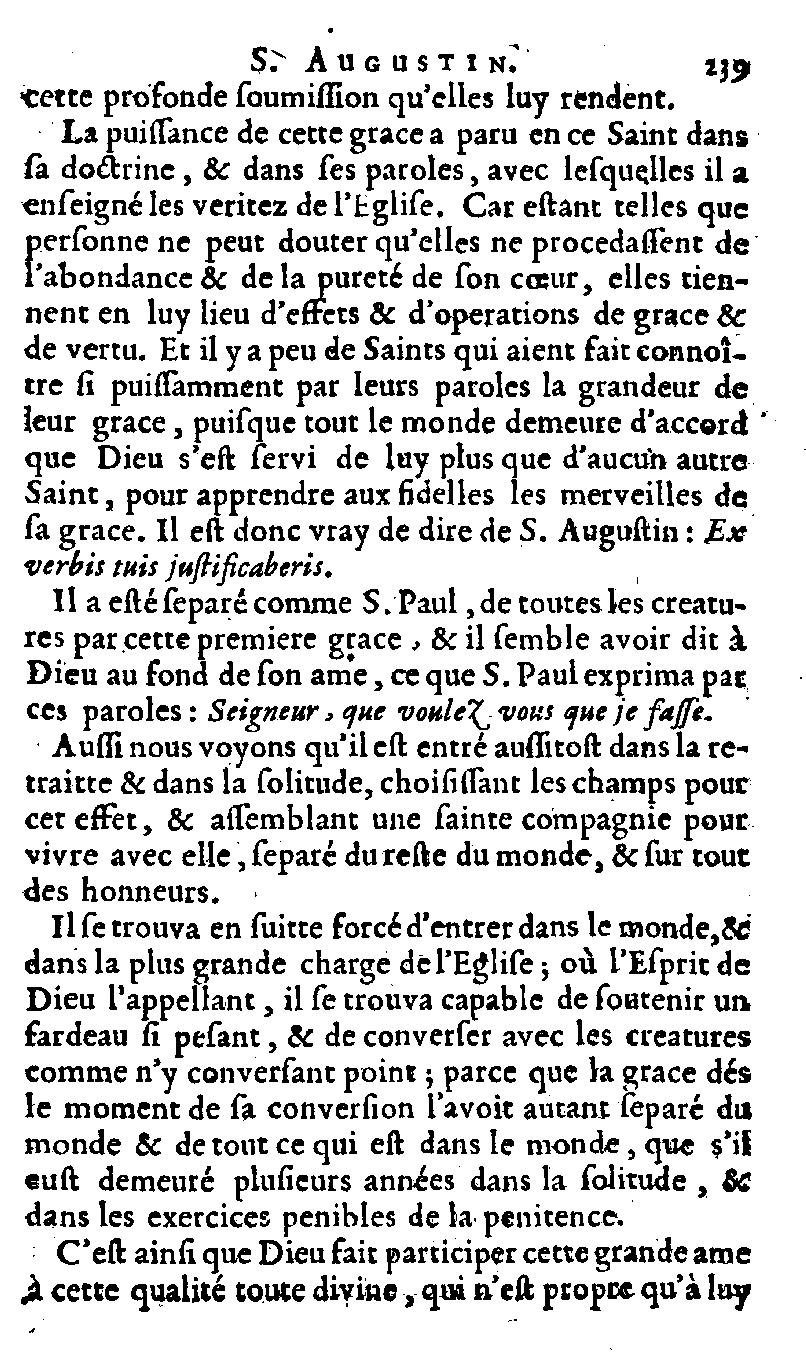 S. AUGUSTIN. 239
cette profonde ſoumiſſion qu'elles luy rendent.
La puiſſance de cette grace a paru en ce Saint dans
ſa doctrine, & dans ſes paroles, avec leſquelles il a
enſeigné les veritez de l'Egliſe. Car eſtant telles que
perſonne ne peut douter qu'elles ne procedaſſent de
l'abondance & de la pureté de ſon cœur, elles tien-
nent en luy lieu d'effets & d'operations de grace &
de vertu. Et il y a peu de Saints qui aient fait connoî-
tre ſi puiſſamment par leurs paroles la grandeur de
leur grace, puiſque tout le monde demeure d'accord
que Dieu s'eſt ſervi de luy plus que d'aucun autre
Saint, pour apprendre aux fidelles les merveilles de
ſa grace. Il eſt donc vray de dire de S. Auguſtin : Ex
verbis tuis juſtificaberis.
Il a eſté ſeparé comme S. Paul, de toutes les creatu-
res par cette premiere grace, & il ſemble avoir dit à
Dieu au fond de ſon ame, ce que S. Paul exprima par
ces paroles : Seigneur, que voulez vous que je faſſe.
Auſſi nous voyons qu'il eſt entré auſſitoſt dans la re-
traitte & dans la ſolitude, choiſiſſant les champs pour
cet effet, & aſſemblant une ſainte compagnie pour
vivre avec elle, ſeparé du reſte du monde, & ſur tout
des honneurs.
Il ſe trouva en ſuitte forcé d'entrer dans le monde, &
dans la plus grande charge de l'Egliſe ; où l'Eſprit de
Dieu l'appellant, il ſe trouva capable de ſoutenir un
fardeau ſi peſant, & de converſer avec les creatures
comme n'y converſant point ; parce que la grace dés
le moment de ſa converſion l'avoit autant ſeparé du
monde & de tout ce qui eſt dans le monde, que s'il
euſt demeuré pluſieurs années dans la ſolitude, &
dans les exercices penibles de la penitence.
C'eſt ainſi que Dieu fait participer cette grande ame
à cette qualité toute divine, qui n'eſt propre qu'à luy